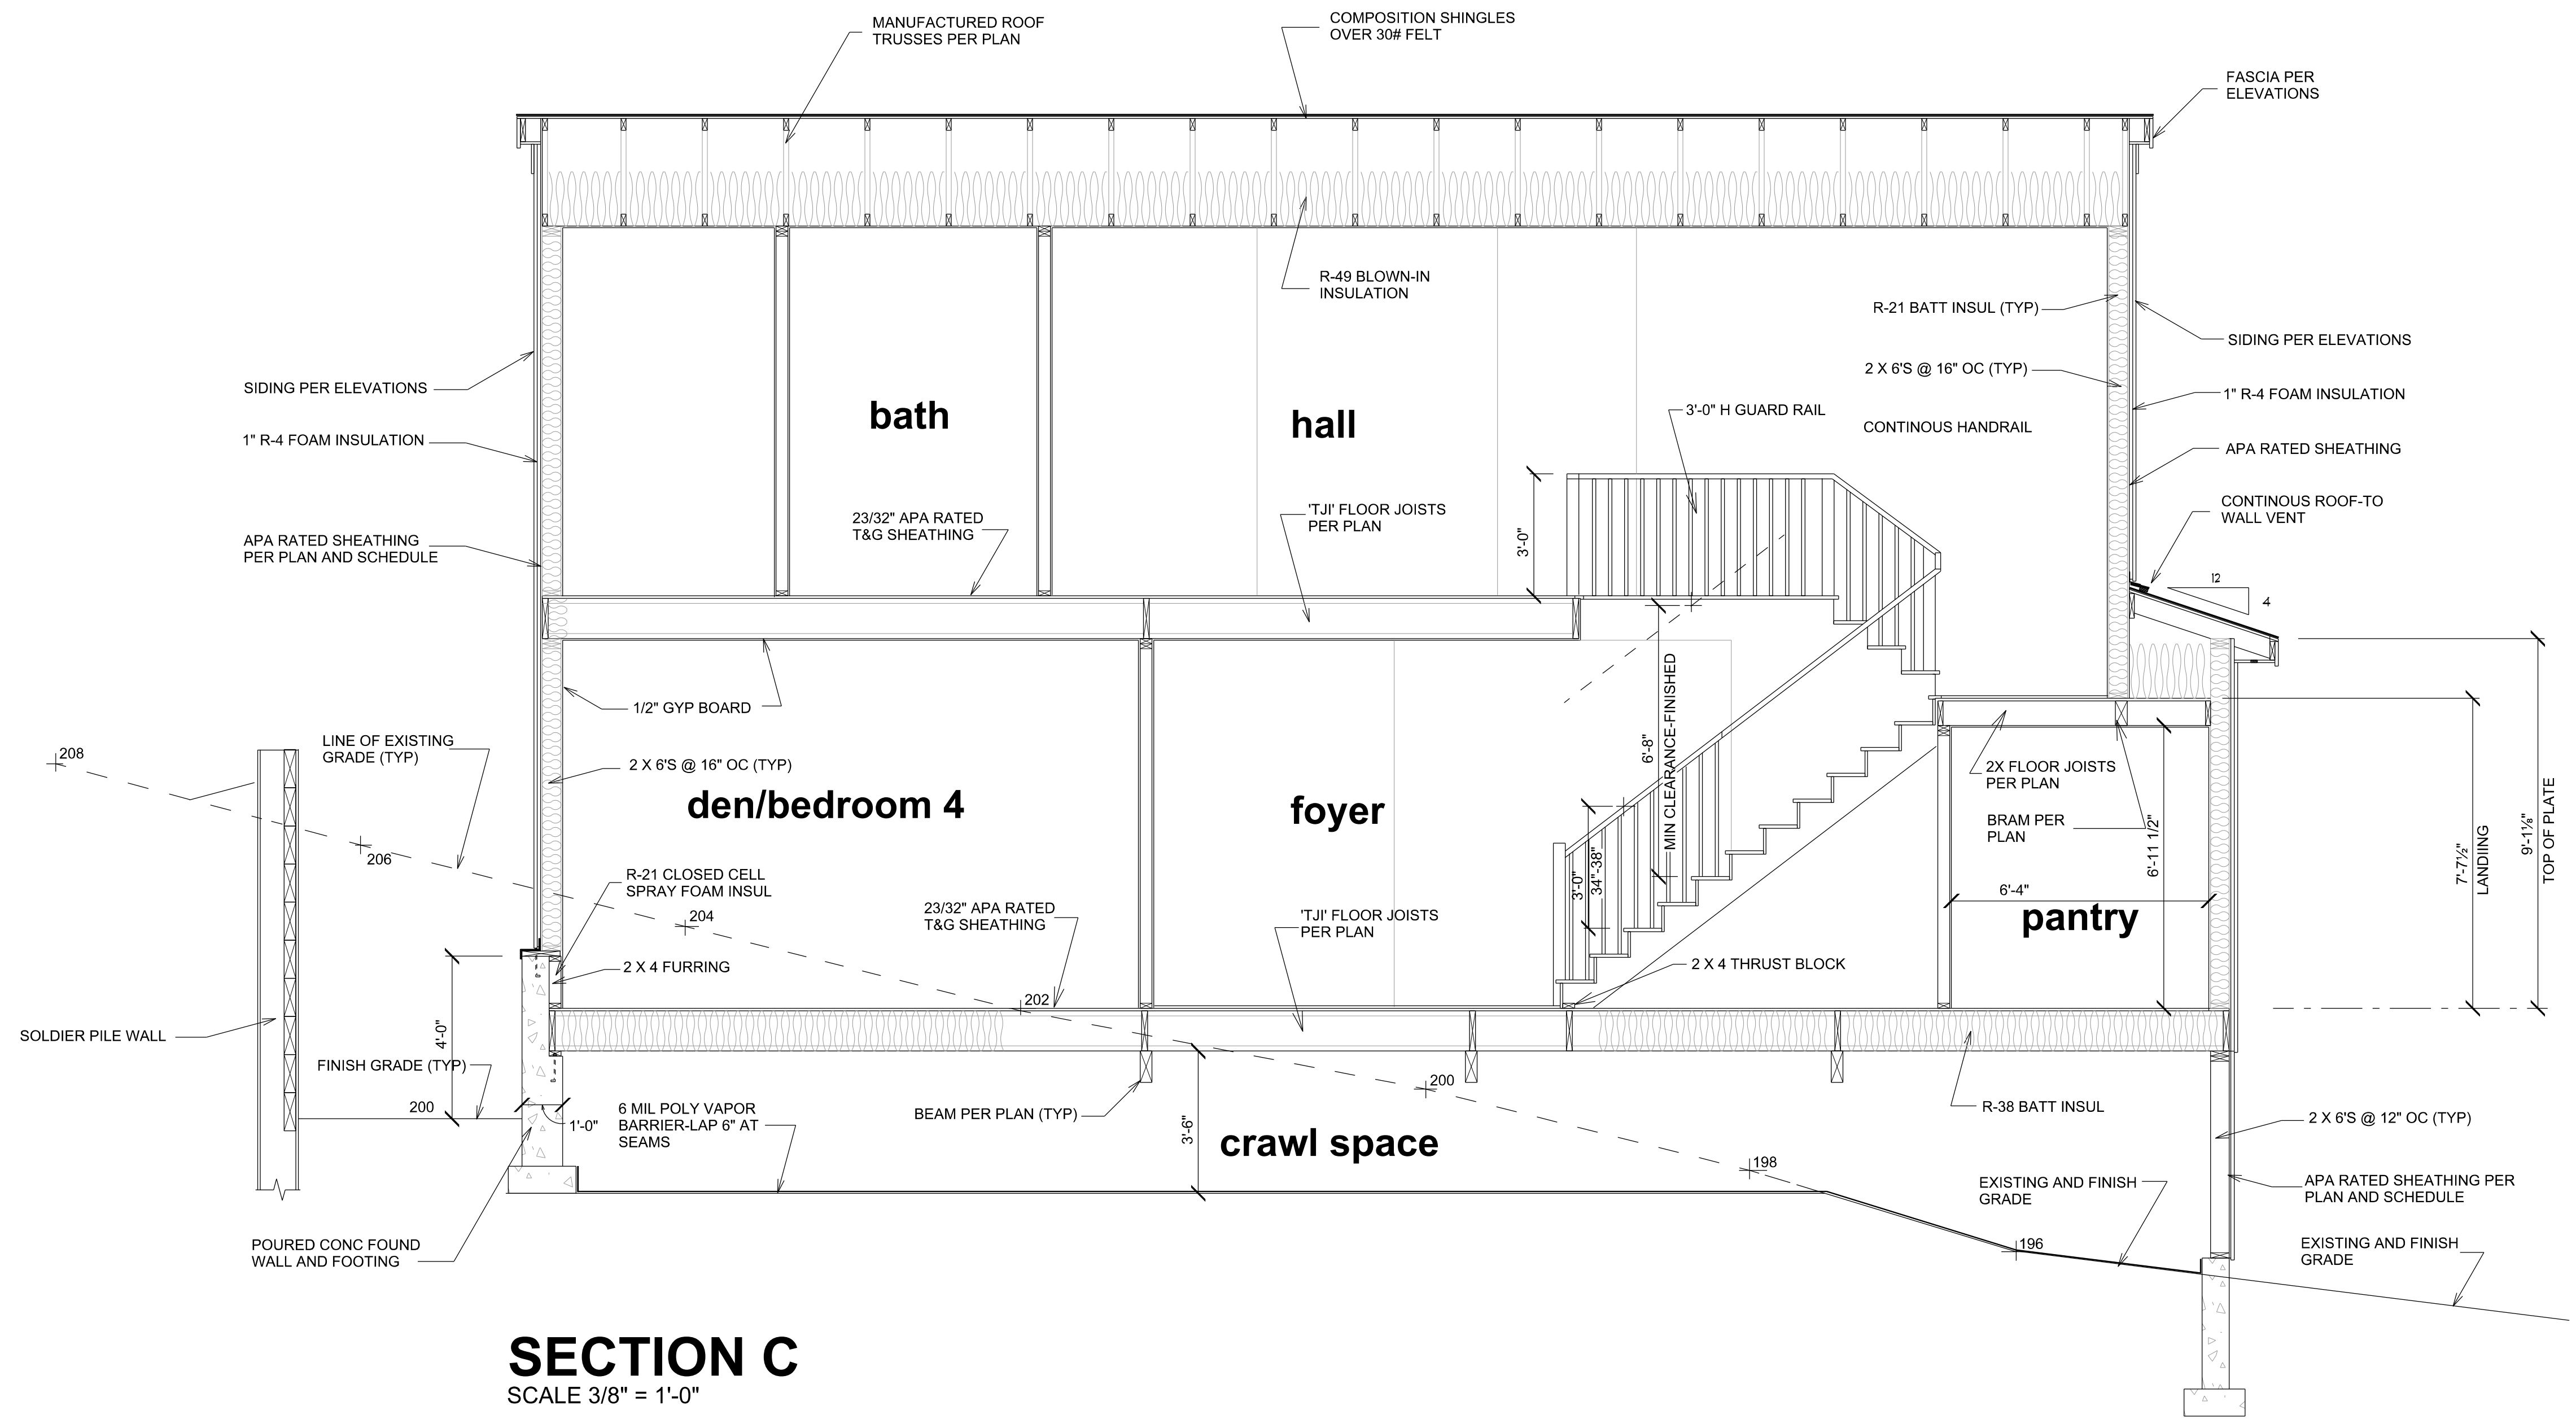 MANUFACTURED ROOF
TRUSSES PER PLAN
COMPOSITION SHINGLES
OVER 30# FELT
FASCIA PER
ELEVATIONS
R-49 BLOWN-IN
INSULATION
R-21 BATT INSUL (TYP)
SIDING PER ELEVATIONS
2 X 6'S @ 16" OC (TYP)
SIDING PER ELEVATIONS
1" R-4 FOAM INSULATION
bath
hall
3'-0" H GUARD RAIL
CONTINOUS HANDRAIL
1" R-4 FOAM INSULATION
APA RATED SHEATHING
CONTINOUS ROOF-TO
WALL VENT
23/32" APA RATED
T&G SHEATHING
'TJI' FLOOR JOISTS
PER PLAN
3'-0"
APA RATED SHEATHING
PER PLAN AND SCHEDULE
12
4
1/2" GYP BOARD
LINE OF EXISTING
GRADE (TYP)
208
2 X 6'S @ 16" OC (TYP)
den/bedroom 4
foyer
6'-8"
MIN CLEARANCE-FINISHED
2X FLOOR JOISTS
PER PLAN
BRAM PER
PLAN
6'-11 1/2"
7'-7½"
LANDIING
9'-1⅛"
TOP OF PLATE
206
R-21 CLOSED CELL
SPRAY FOAM INSUL
204
23/32" APA RATED
T&G SHEATHING
'TJI' FLOOR JOISTS
PER PLAN
3'-0"
34"-38"
6'-4"
pantry
2 X 4 FURRING
2 X 4 THRUST BLOCK
202
SOLDIER PILE WALL
4'-0"
FINISH GRADE (TYP)
200
1'-0"
6 MIL POLY VAPOR
BARRIER-LAP 6" AT
SEAMS
BEAM PER PLAN (TYP)
3'-6"
200
crawl space
R-38 BATT INSUL
2 X 6'S @ 12" OC (TYP)
198
EXISTING AND FINISH
GRADE
APA RATED SHEATHING PER
PLAN AND SCHEDULE
196
EXISTING AND FINISH
GRADE
POURED CONC FOUND
WALL AND FOOTING
SECTION C
SCALE 3/8" = 1'-0"